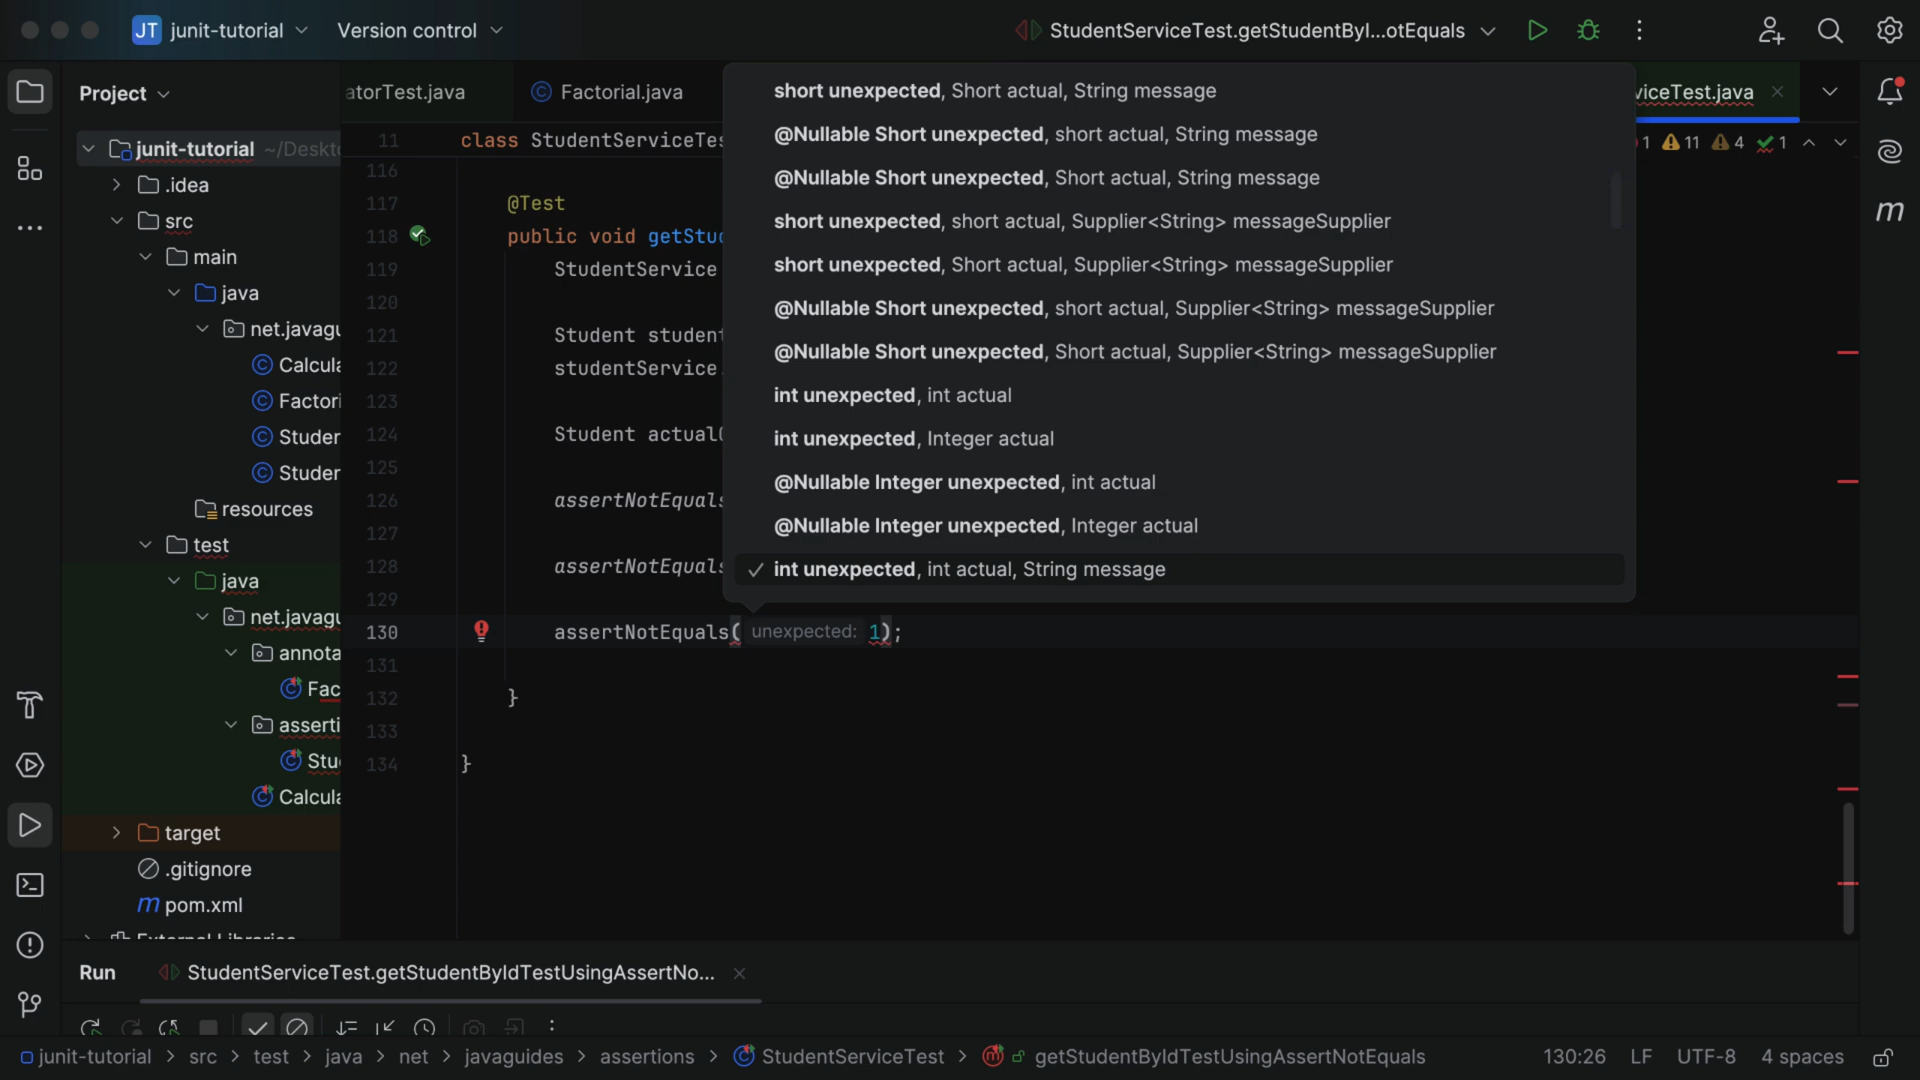 JT junit-tutorial Version control StudentServiceTest.getStudentByI...otEquals
Project
junit-tutorial ~/Deskto
.idea
src
main
java
net.javagu
Calcula
Factori
Studer
Studer
resources
test
java
net.javagu
annota
Fac
asserti
Stu
Calcula
target
.gitignore
m pom.xml
External Libraries
atorTest.java Factorial.java viceTest.java
1 11 4 1
11 class StudentServiceTes
116
117 @Test
118 public void getStud
119 StudentService
120
121 Student student
122 studentService.
123
124 Student actualO
125
126 assertNotEquals
127
128 assertNotEquals
129
130 assertNotEquals( unexpected: 1);
131
132 }
133
134 }
short unexpected, Short actual, String message
@Nullable Short unexpected, short actual, String message
@Nullable Short unexpected, Short actual, String message
short unexpected, short actual, Supplier<String> messageSupplier
short unexpected, Short actual, Supplier<String> messageSupplier
@Nullable Short unexpected, short actual, Supplier<String> messageSupplier
@Nullable Short unexpected, Short actual, Supplier<String> messageSupplier
int unexpected, int actual
int unexpected, Integer actual
@Nullable Integer unexpected, int actual
@Nullable Integer unexpected, Integer actual
int unexpected, int actual, String message
m
Run StudentServiceTest.getStudentByIdTestUsingAssertNo...
junit-tutorial > src > test > java > net > javaguides > assertions > StudentServiceTest > getStudentByIdTestUsingAssertNotEquals 130:26 LF UTF-8 4 spaces